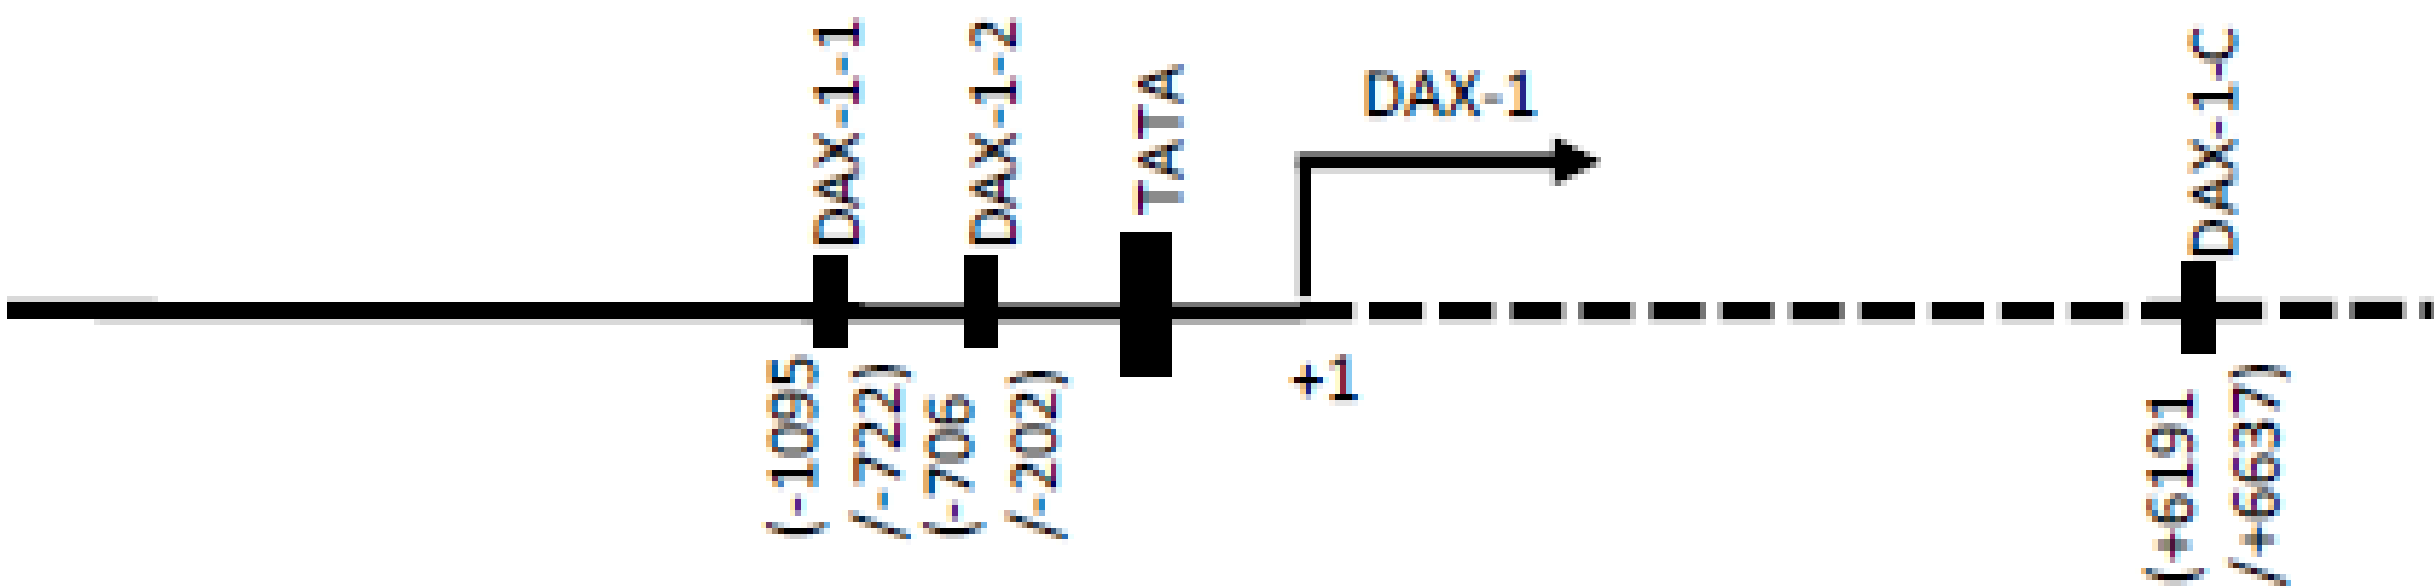 DAX-1-1
DAX-1-2
TATA
DAX-1
DAX-1-C
(-1095
/-722)
(-706
/-202)
+1
(+6191
/+6637)